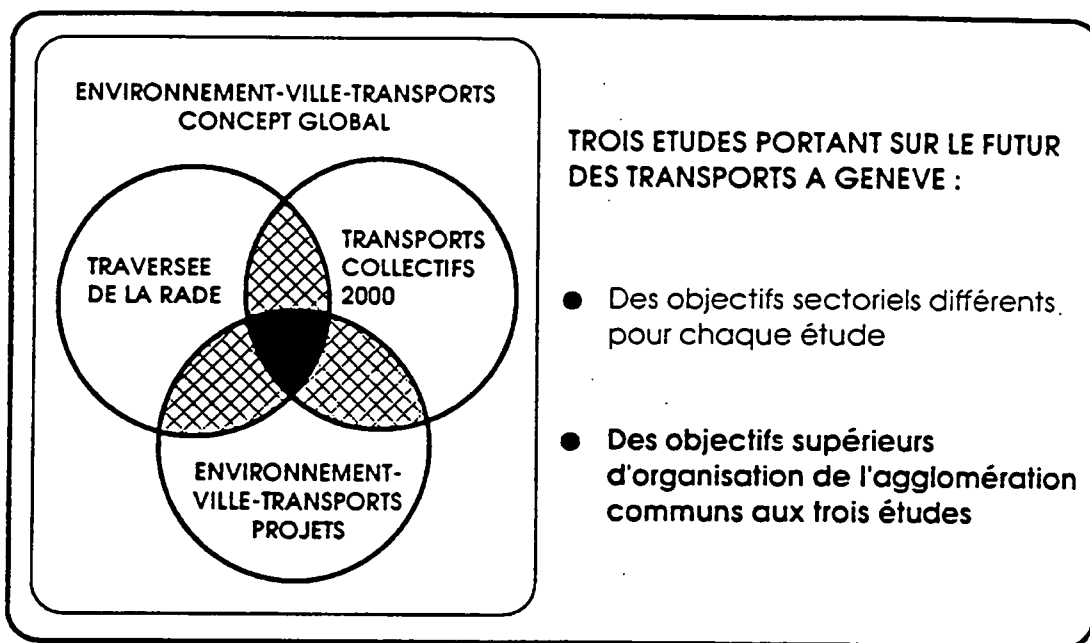 ENVIRONNEMENT-VILLE-TRANSPORTS
CONCEPT GLOBAL
TRAVERSEE
DE LA RADE
TRANSPORTS
COLLECTIFS
2000
ENVIRONNEMENT-
VILLE-TRANSPORTS
PROJETS
TROIS ETUDES PORTANT SUR LE FUTUR
DES TRANSPORTS A GENEVE :
● Des objectifs sectoriels différents
pour chaque étude
● Des objectifs supérieurs
d'organisation de l'agglomération
communs aux trois études